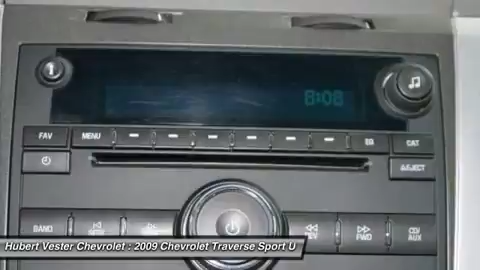 8:08
FAV
MENU
EQ
CAT
EJECT
BAND
REV
FWD
CD/
AUX
Hubert Vester Chevrolet : 2009 Chevrolet Traverse Sport U